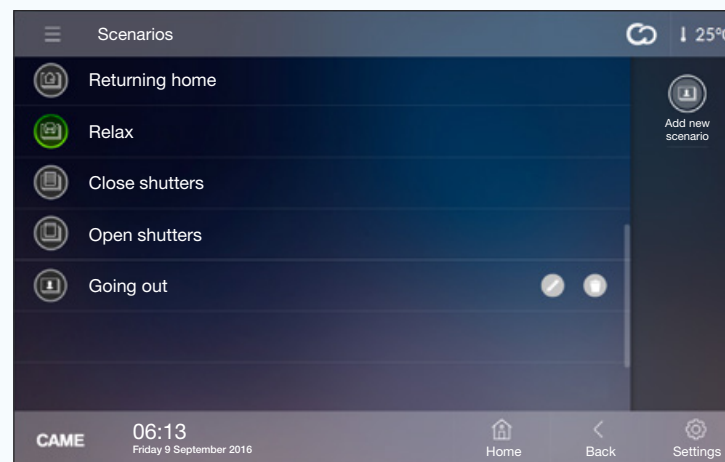 Scenarios
25°C
Returning home
Relax
Add new
scenario
Close shutters
Open shutters
Going out
CAME
06:13
Friday 9 September 2016
Home
Back
Settings